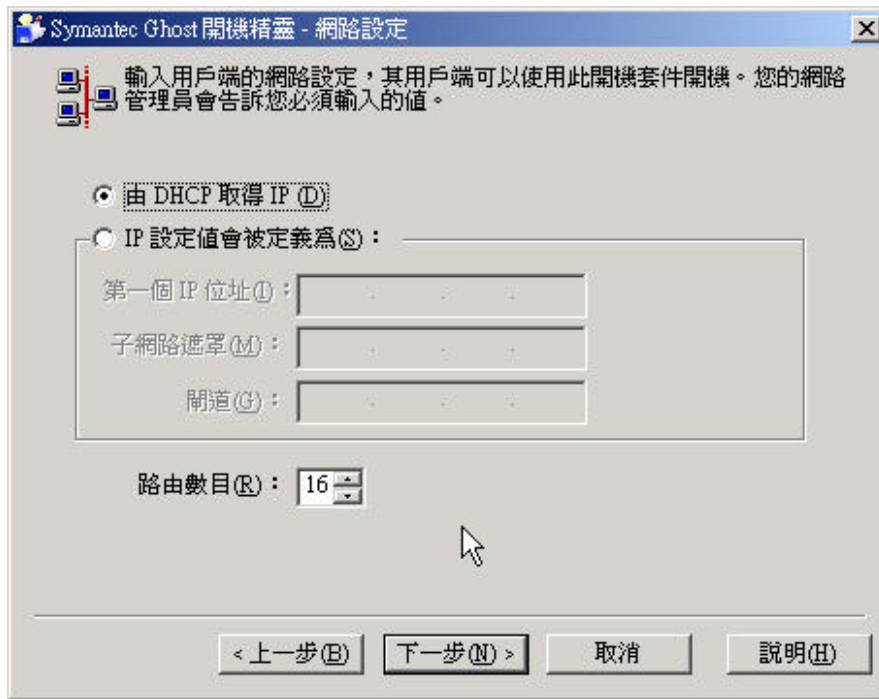 Symantec Ghost 開機精靈 - 網路設定
輸入用戶端的網路設定，其用戶端可以使用此開機套件開機。您的網路
管理員會告訴您必須輸入的值。
由 DHCP 取得 IP (D)
IP 設定值會被定義為(S)：
第一個 IP 位址(I)：
子網路遮罩(M)：
閘道(G)：
路由數目(R)： 16
< 上一步(B) 下一步(N) > 取消 說明(H)